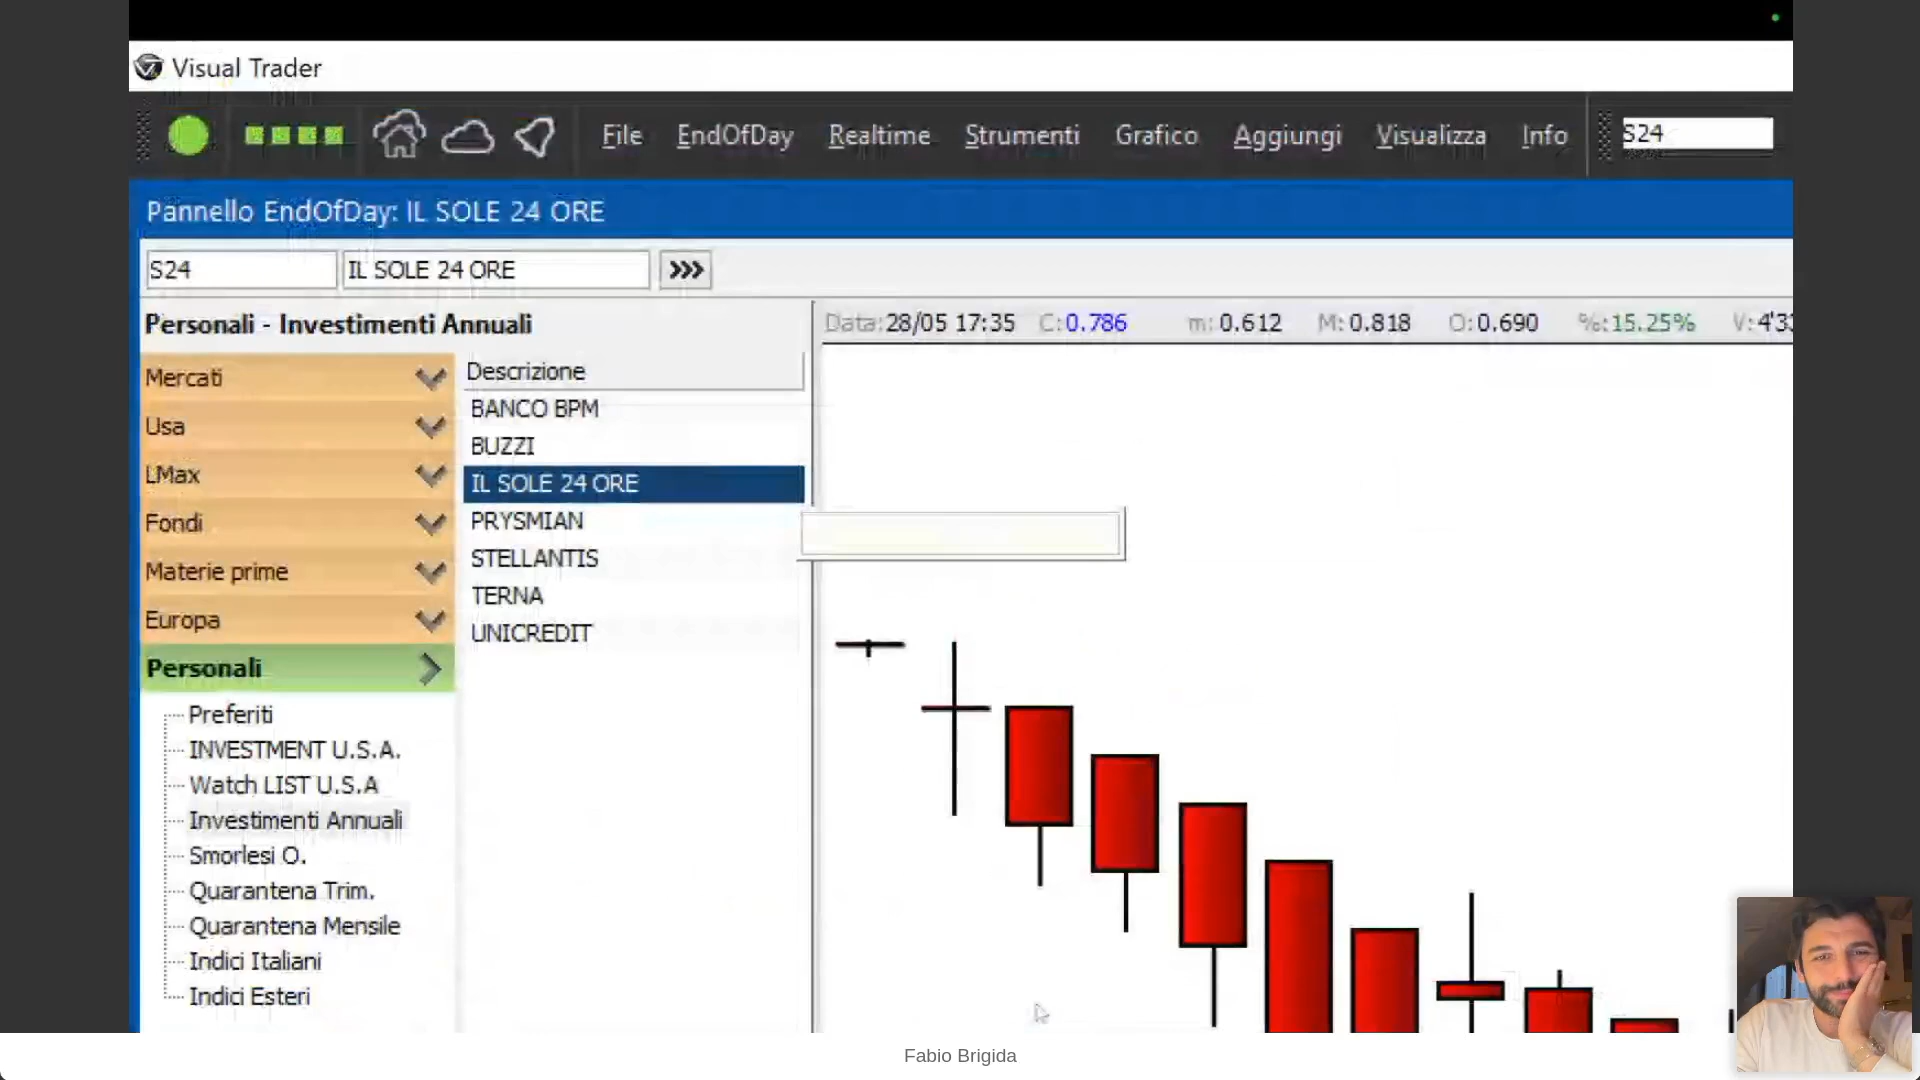 Visual Trader
File EndOfDay Realtime Strumenti Grafico Aggiungi Visualizza Info S24
Pannello EndOfDay: IL SOLE 24 ORE
S24 IL SOLE 24 ORE >>>
Personali - Investimenti Annuali
Data:28/05 17:35 C:0.786 m:0.612 M:0.818 O:0.690 %:15.25% V:4'3
Mercati
Usa
LMax
Fondi
Materie prime
Europa
Personali
Preferiti
INVESTMENT U.S.A.
Watch LIST U.S.A
Investimenti Annuali
Smorlesi O.
Quarantena Trim.
Quarantena Mensile
Indici Italiani
Indici Esteri
Descrizione
BANCO BPM
BUZZI
IL SOLE 24 ORE
PRYSMIAN
STELLANTIS
TERNA
UNICREDIT
Fabio Brigida